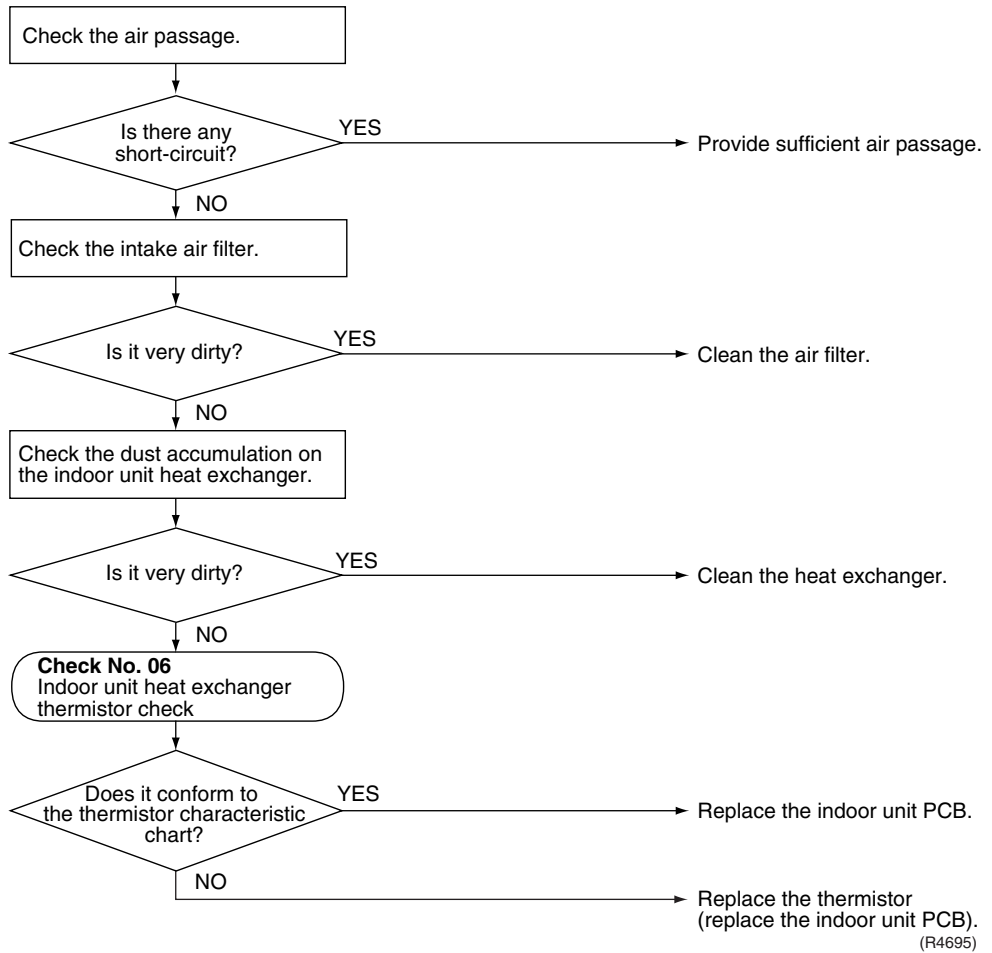 Check the air passage.
Is there any
short-circuit?
YES
Provide sufficient air passage.
NO
Check the intake air filter.
Is it very dirty?
YES
Clean the air filter.
NO
Check the dust accumulation on
the indoor unit heat exchanger.
Is it very dirty?
YES
Clean the heat exchanger.
NO
Check No. 06
Indoor unit heat exchanger
thermistor check
Does it conform to
the thermistor characteristic
chart?
YES
Replace the indoor unit PCB.
NO
Replace the thermistor
(replace the indoor unit PCB).
(R4695)